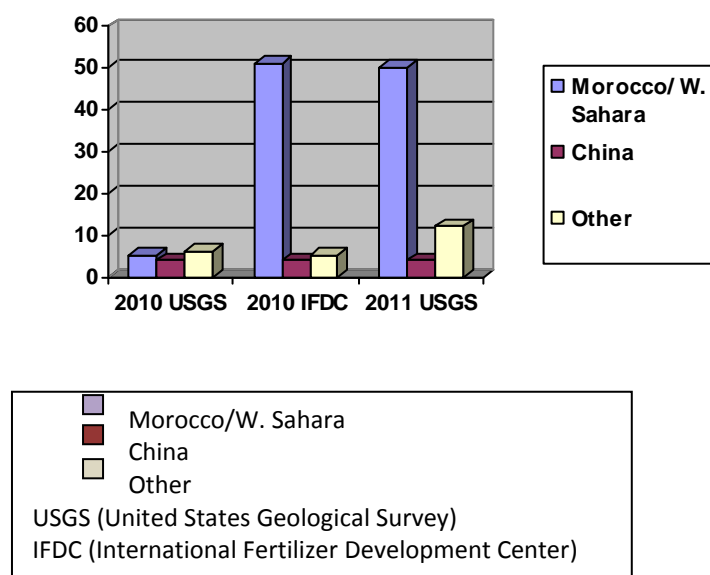 60
50
40
30
20
10
0
2010 USGS 2010 IFDC 2011 USGS
Morocco/ W.
Sahara
China
Other
Morocco/W. Sahara
China
Other
USGS (United States Geological Survey)
IFDC (International Fertilizer Development Center)